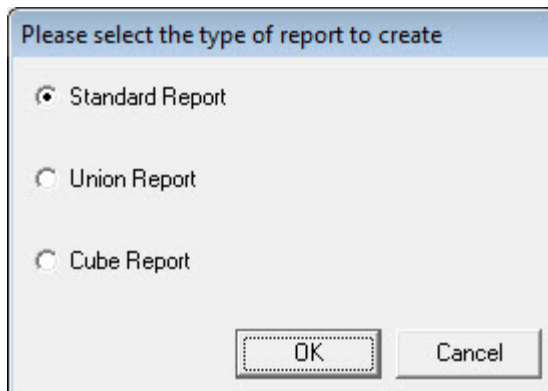 Please select the type of report to create
Standard Report
Union Report
Cube Report
OK Cancel